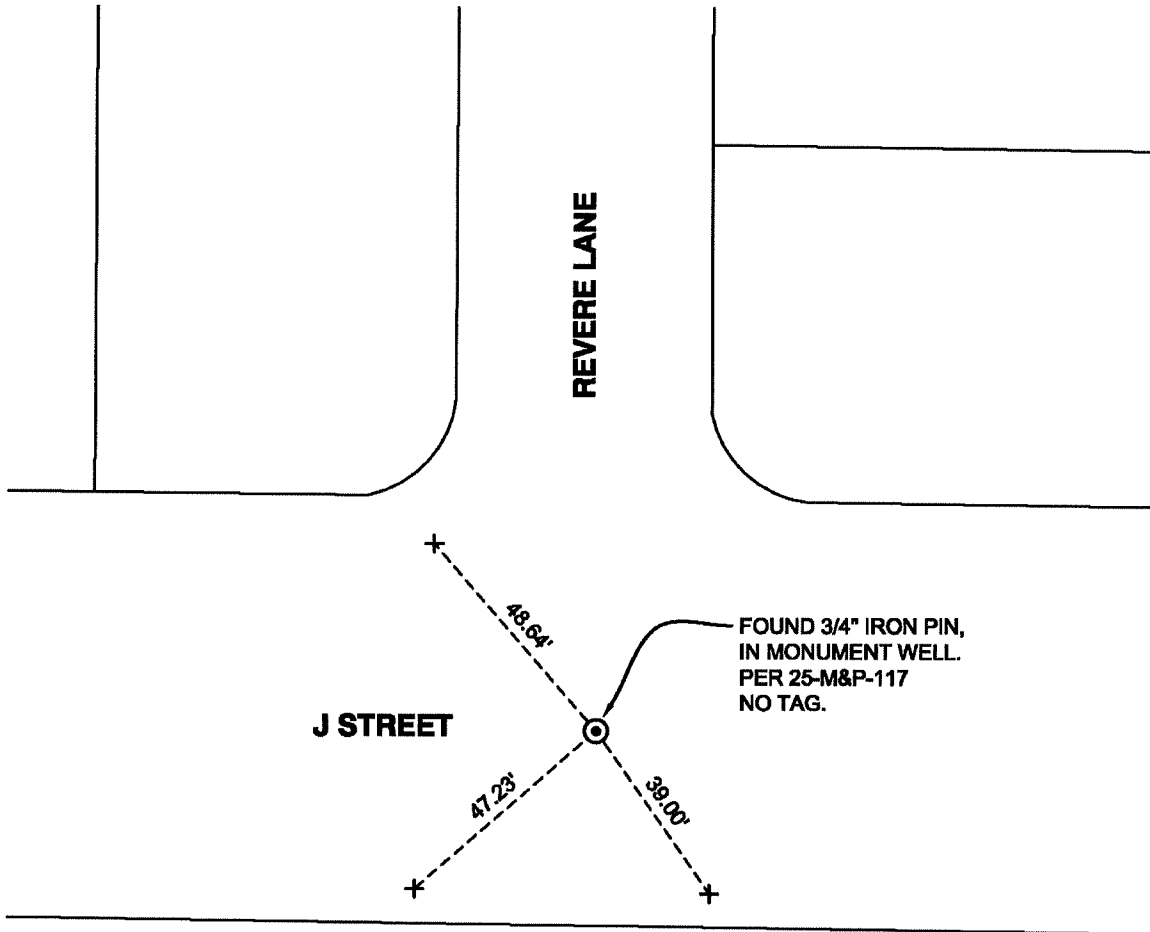 REVERE LANE
48.64'
FOUND 3/4" IRON PIN,
IN MONUMENT WELL.
PER 25-M&P-117
NO TAG.
J STREET
47.23'
39.00'